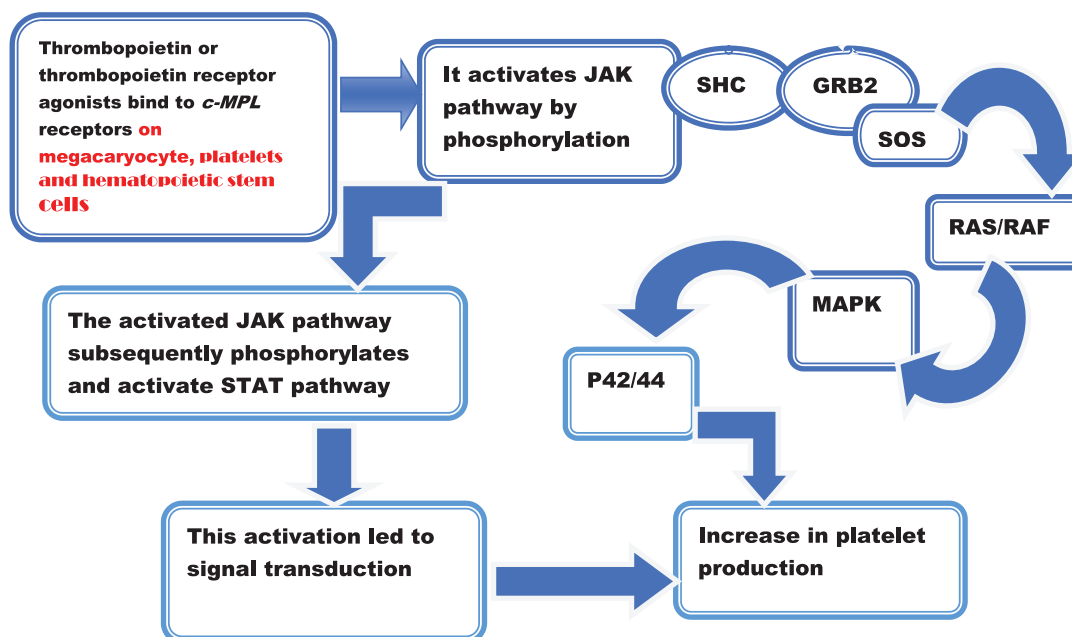 Thrombopoietin or
thrombopoietin receptor
agonists bind to c-MPL
receptors on
megacaryocyte, platelets
and hematopoietic stem
cells
It activates JAK
pathway by
phosphorylation
SHC
GRB2
SOS
RAS/RAF
MAPK
P42/44
The activated JAK pathway
subsequently phosphorylates
and activate STAT pathway
This activation led to
signal transduction
Increase in platelet
production